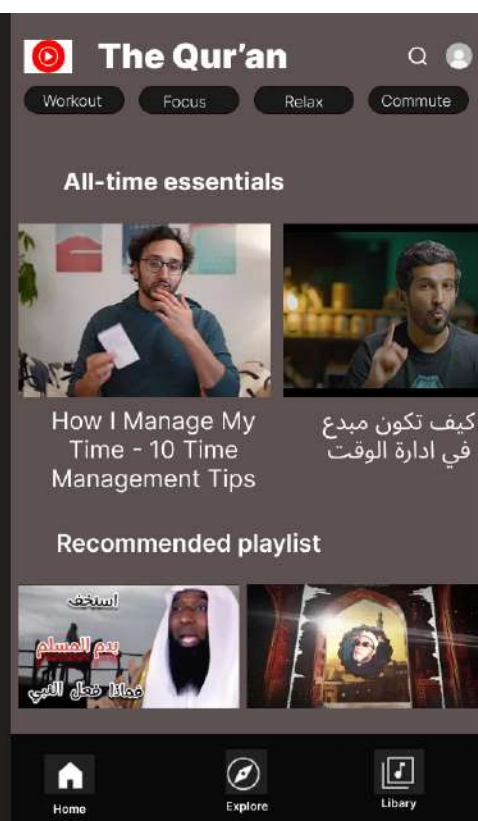 The Qur’an
Workout
Focus
Relax
Commute
All-time essentials
How I Manage My
Time - 10 Time
Management Tips
كيف تكون مبدع
في ادارة الوقت
Recommended playlist
استخف
بدم المسلم
فماذا فعل النبي
Home
Explore
Libary